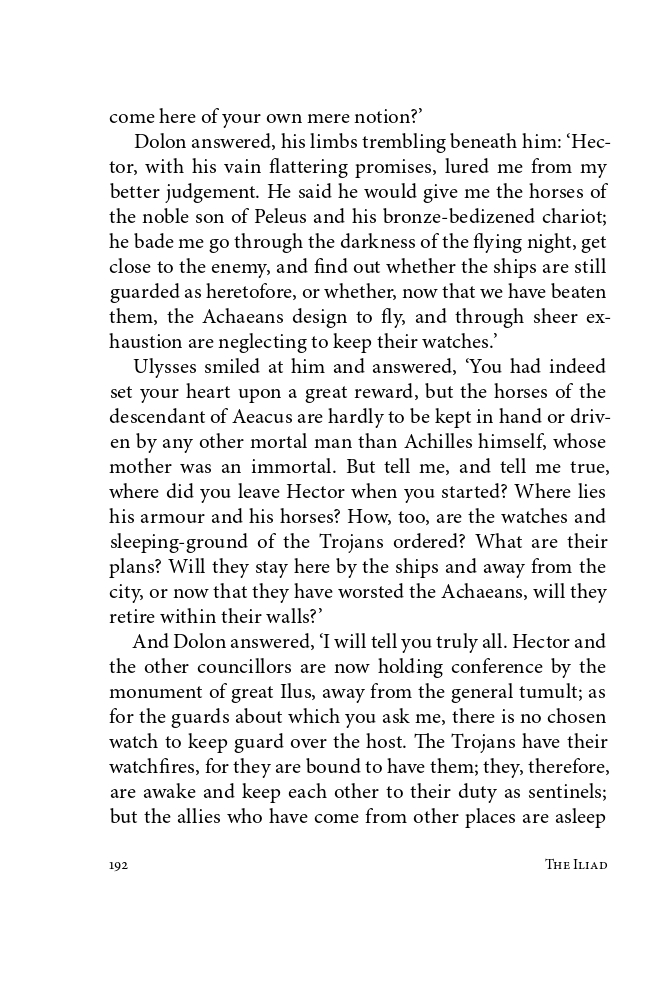 come here of your own mere notion?’
Dolon answered, his limbs trembling beneath him: ‘Hec-
tor, with his vain flattering promises, lured me from my
better judgement. He said he would give me the horses of
the noble son of Peleus and his bronze-bedizened chariot;
he bade me go through the darkness of the flying night, get
close to the enemy, and find out whether the ships are still
guarded as heretofore, or whether, now that we have beaten
them, the Achaeans design to fly, and through sheer ex-
haustion are neglecting to keep their watches.’
Ulysses smiled at him and answered, ‘You had indeed
set your heart upon a great reward, but the horses of the
descendant of Aeacus are hardly to be kept in hand or driv-
en by any other mortal man than Achilles himself, whose
mother was an immortal. But tell me, and tell me true,
where did you leave Hector when you started? Where lies
his armour and his horses? How, too, are the watches and
sleeping-ground of the Trojans ordered? What are their
plans? Will they stay here by the ships and away from the
city, or now that they have worsted the Achaeans, will they
retire within their walls?’
And Dolon answered, ‘I will tell you truly all. Hector and
the other councillors are now holding conference by the
monument of great Ilus, away from the general tumult; as
for the guards about which you ask me, there is no chosen
watch to keep guard over the host. The Trojans have their
watchfires, for they are bound to have them; they, therefore,
are awake and keep each other to their duty as sentinels;
but the allies who have come from other places are asleep
192 The Iliad